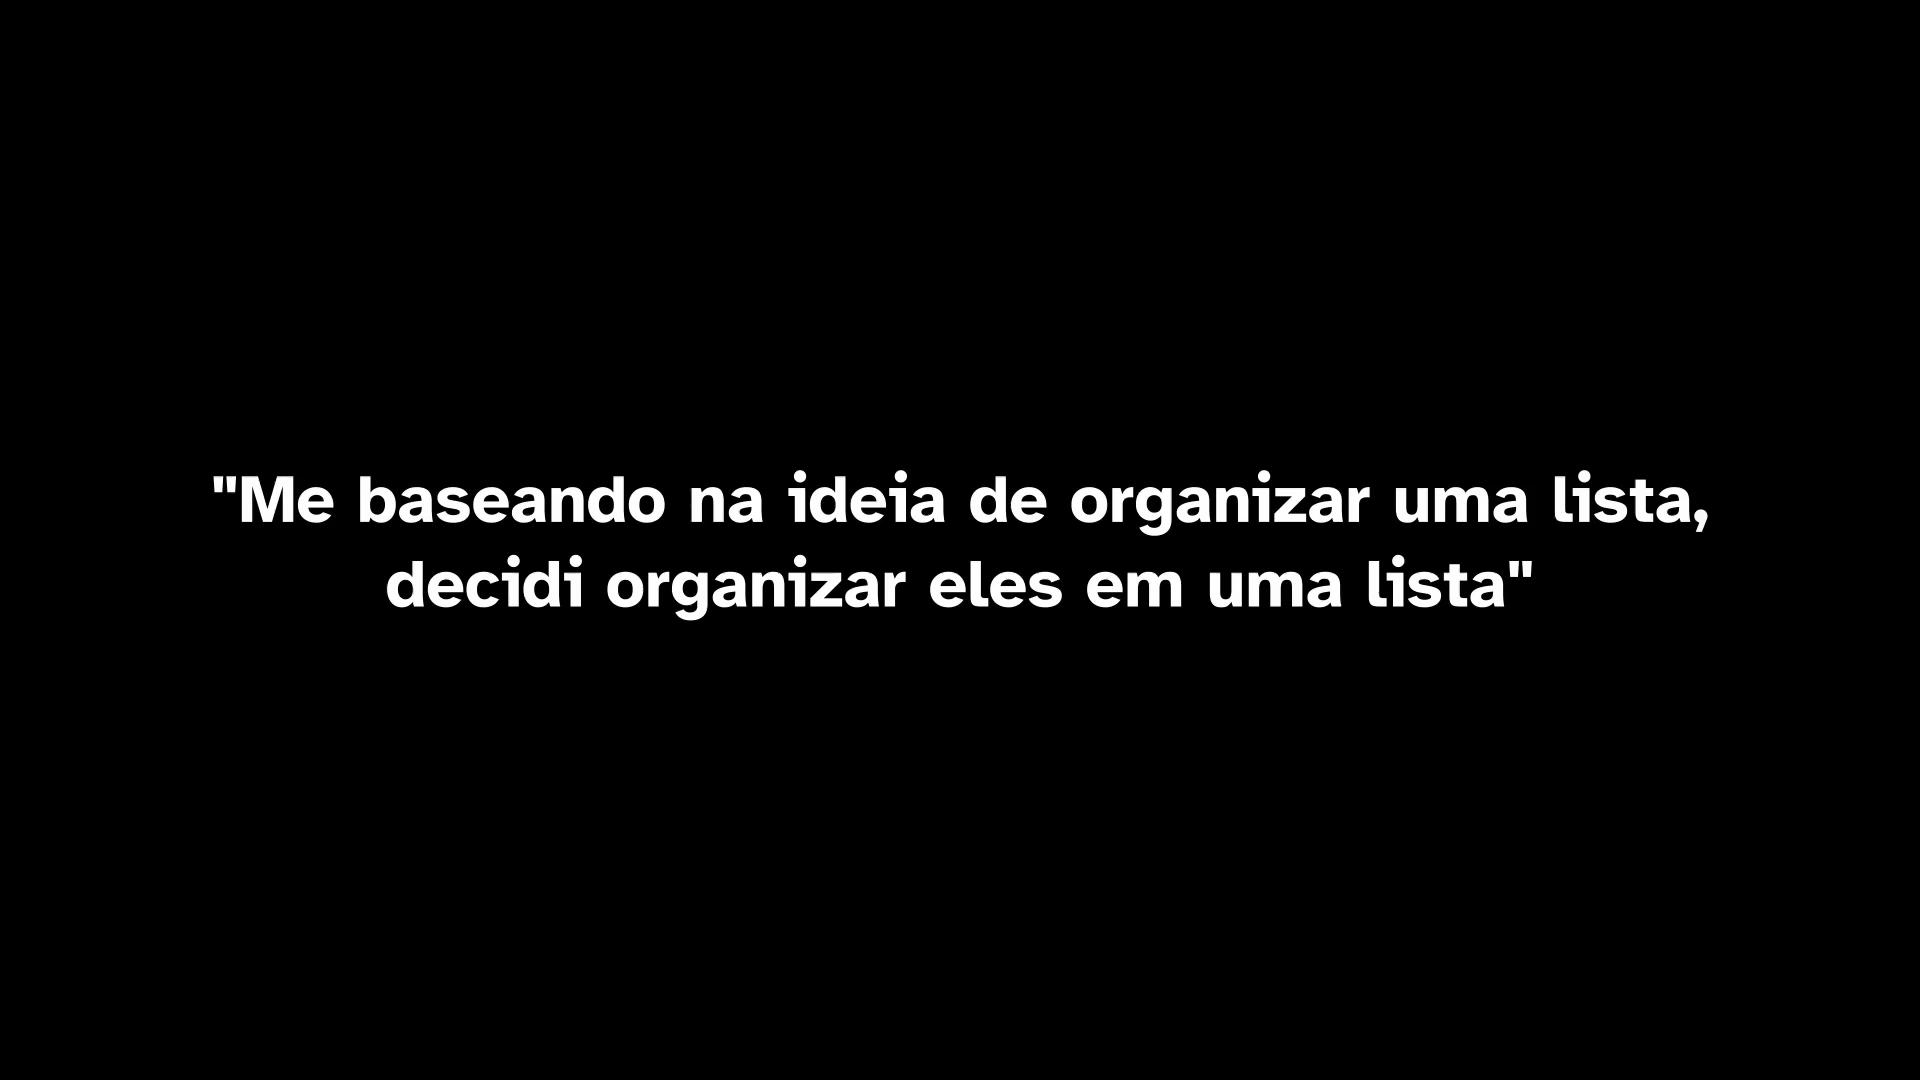 "Me baseando na ideia de organizar uma lista,
decidi organizar eles em uma lista"